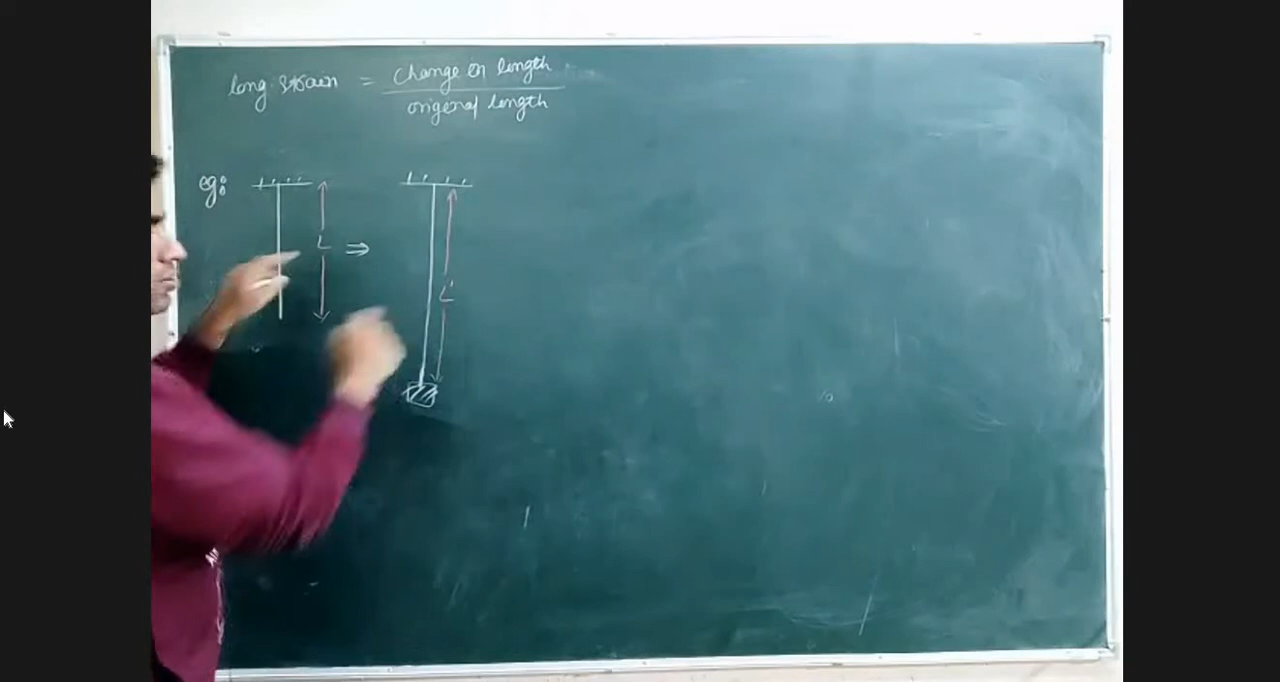 long. strain = change in length
original length
eg:
L ⇒ L'